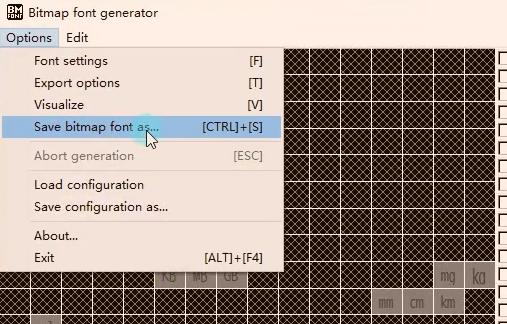 BM FONT Bitmap font generator
Options Edit
Font settings [F]
Export options [T]
Visualize [V]
Save bitmap font as... [CTRL]+[S]
Abort generation [ESC]
Load configuration
Save configuration as...
About...
Exit [ALT]+[F4]
KB MB GB mg kg
mm cm km